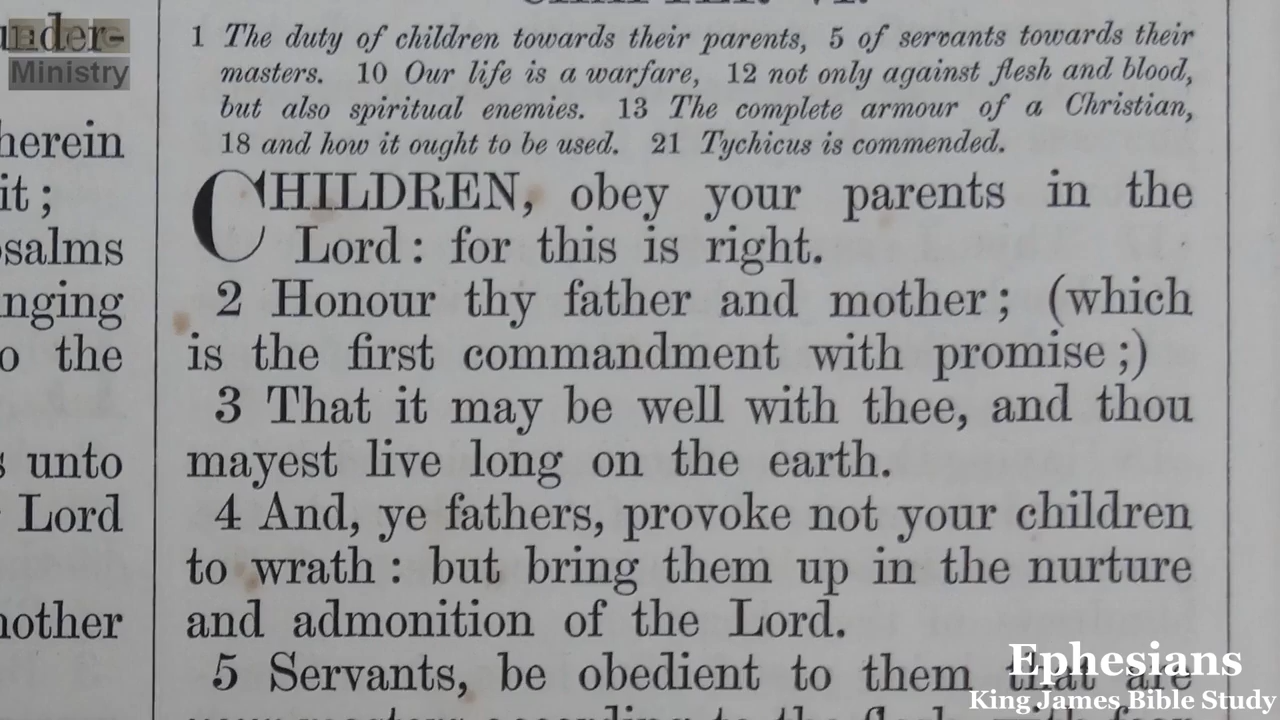 under-
Ministry
herein
it ;
salms
nging
o the
s unto
Lord
nother
1 The duty of children towards their parents, 5 of servants towards their
masters. 10 Our life is a warfare, 12 not only against flesh and blood,
but also spiritual enemies. 13 The complete armour of a Christian,
18 and how it ought to be used. 21 Tychicus is commended.
CHILDREN, obey your parents in the
Lord : for this is right.
2 Honour thy father and mother ; (which
is the first commandment with promise ;)
3 That it may be well with thee, and thou
mayest live long on the earth.
4 And, ye fathers, provoke not your children
to wrath : but bring them up in the nurture
and admonition of the Lord.
5 Servants, be obedient to them that are
Ephesians
King James Bible Study